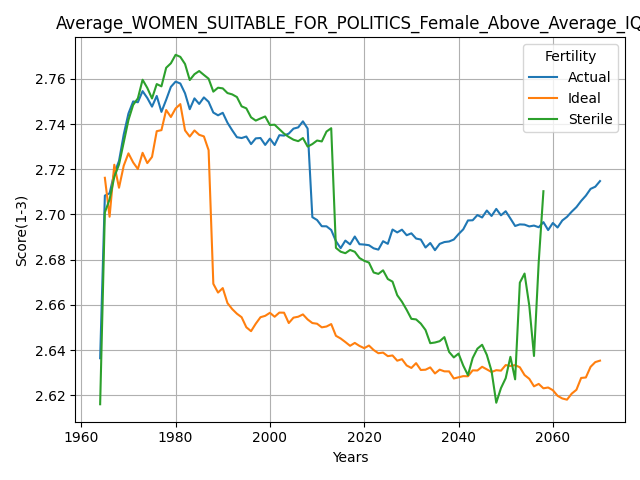 Average_WOMEN_SUITABLE_FOR_POLITICS_Female_Above_Average_IQ
Fertility
Actual
Ideal
Sterile
2.76
2.74
2.72
2.70
2.68
2.66
2.64
2.62
Score(1-3)
1960 1980 2000 2020 2040 2060
Years